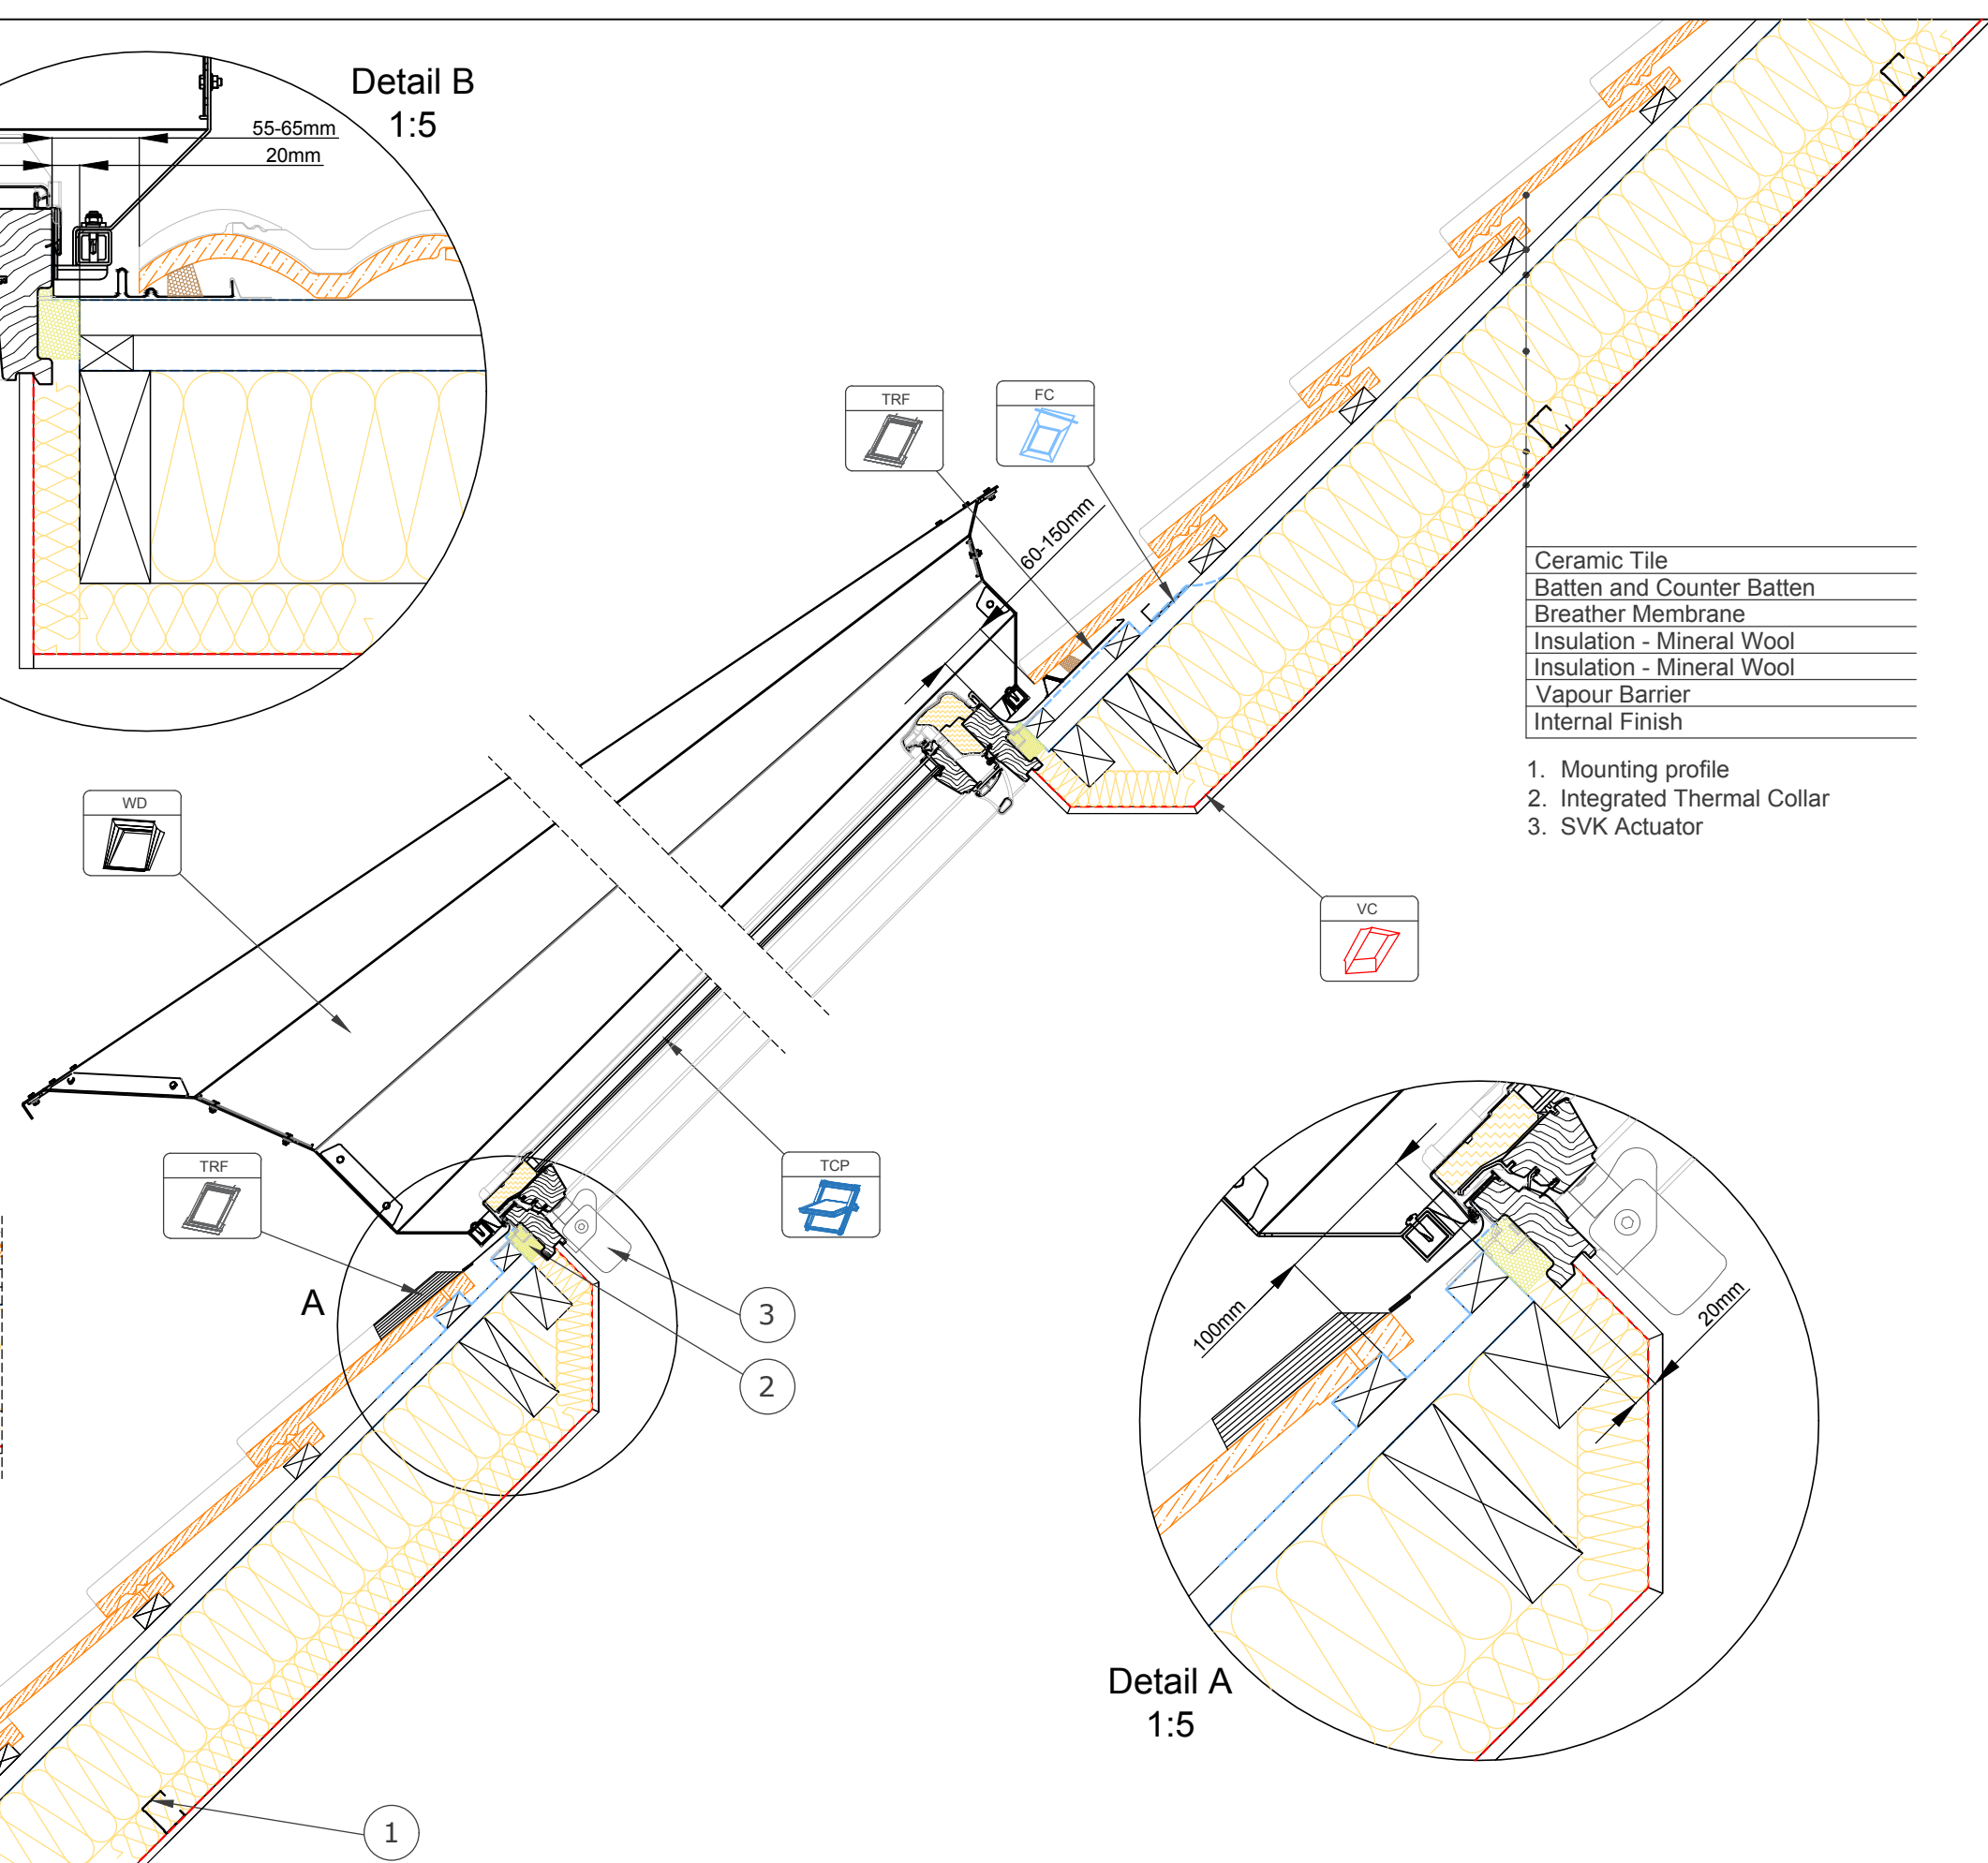 Detail B
1:5
55-65mm
20mm
TRF
FC
60-150mm
Ceramic Tile
Batten and Counter Batten
Breather Membrane
Insulation - Mineral Wool
Insulation - Mineral Wool
Vapour Barrier
Internal Finish
1. Mounting profile
2. Integrated Thermal Collar
3. SVK Actuator
WD
VC
TRF
TCP
A
3
2
1
100mm
20mm
Detail A
1:5